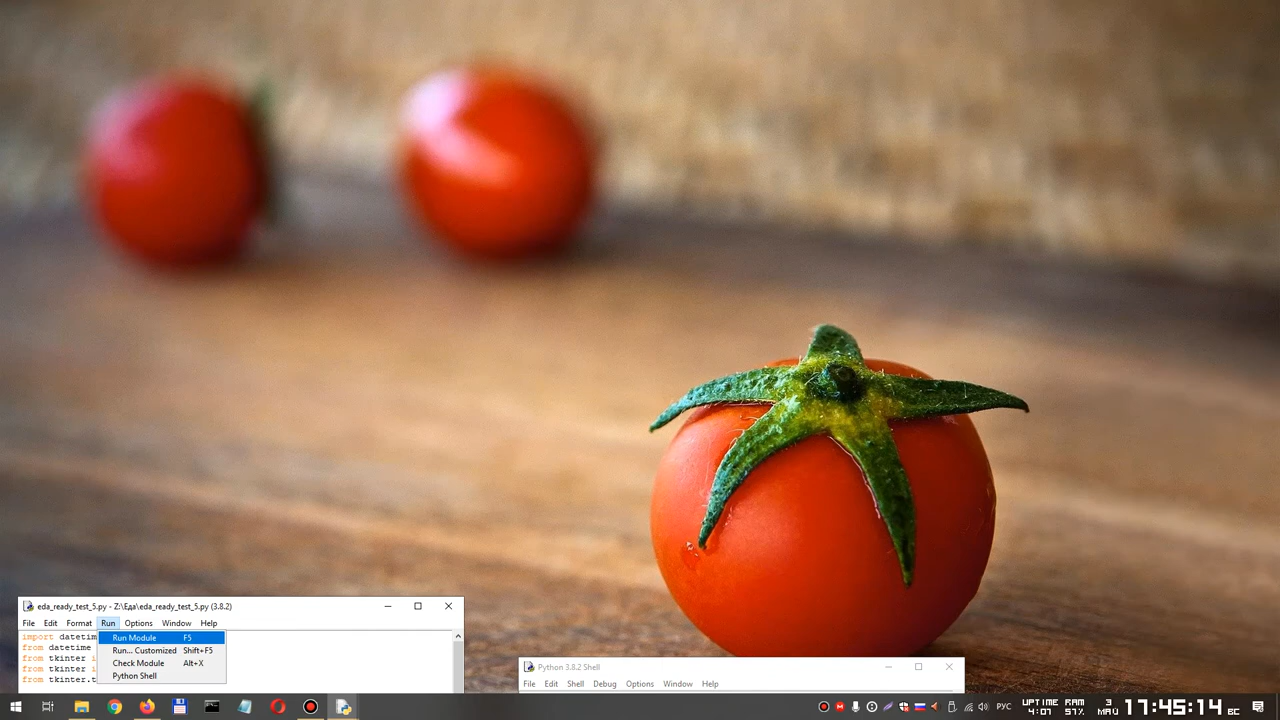 eda_ready_test_5.py - Z:\Еда\eda_ready_test_5.py (3.8.2)
File Edit Format Run Options Window Help
import datetim
from datetime
from tkinter i
from tkinter i
from tkinter.t
Run Module F5
Run... Customized Shift+F5
Check Module Alt+X
Python Shell
Python 3.8.2 Shell
File Edit Shell Debug Options Window Help
РУС
UPTIME RAM
4:07 57%
3
МАЙ
17:45:14
ВС